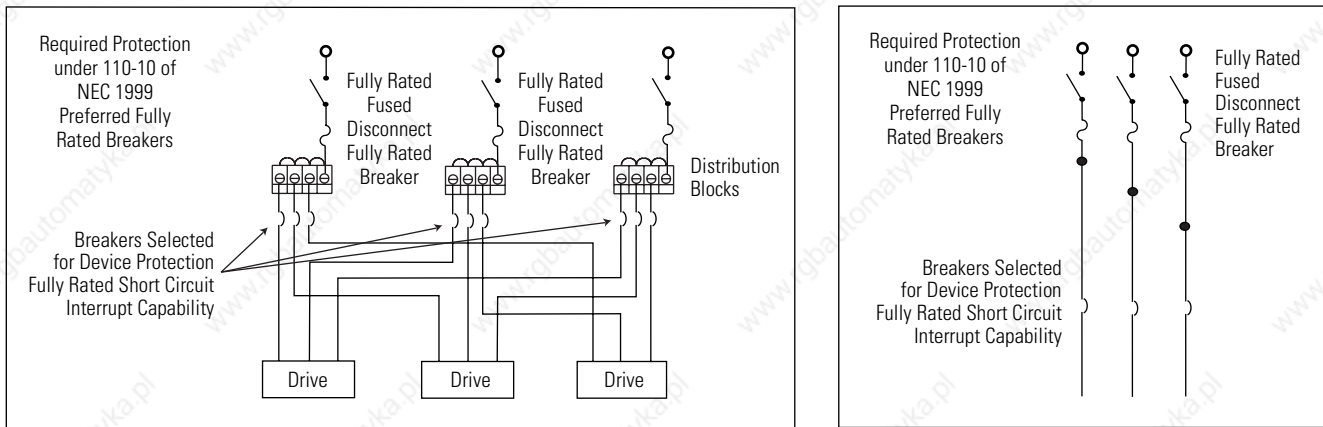 Required Protection
under 110-10 of
NEC 1999
Preferred Fully
Rated Breakers
Fully Rated
Fused
Disconnect
Fully Rated
Breaker
Fully Rated
Fused
Disconnect
Fully Rated
Breaker
Distribution
Blocks
Breakers Selected
for Device Protection
Fully Rated Short Circuit
Interrupt Capability
Drive
Drive
Drive
Required Protection
under 110-10 of
NEC 1999
Preferred Fully
Rated Breakers
Fully Rated
Fused
Disconnect
Fully Rated
Breaker
Breakers Selected
for Device Protection
Fully Rated Short Circuit
Interrupt Capability
www.rgbautomatyka.pl